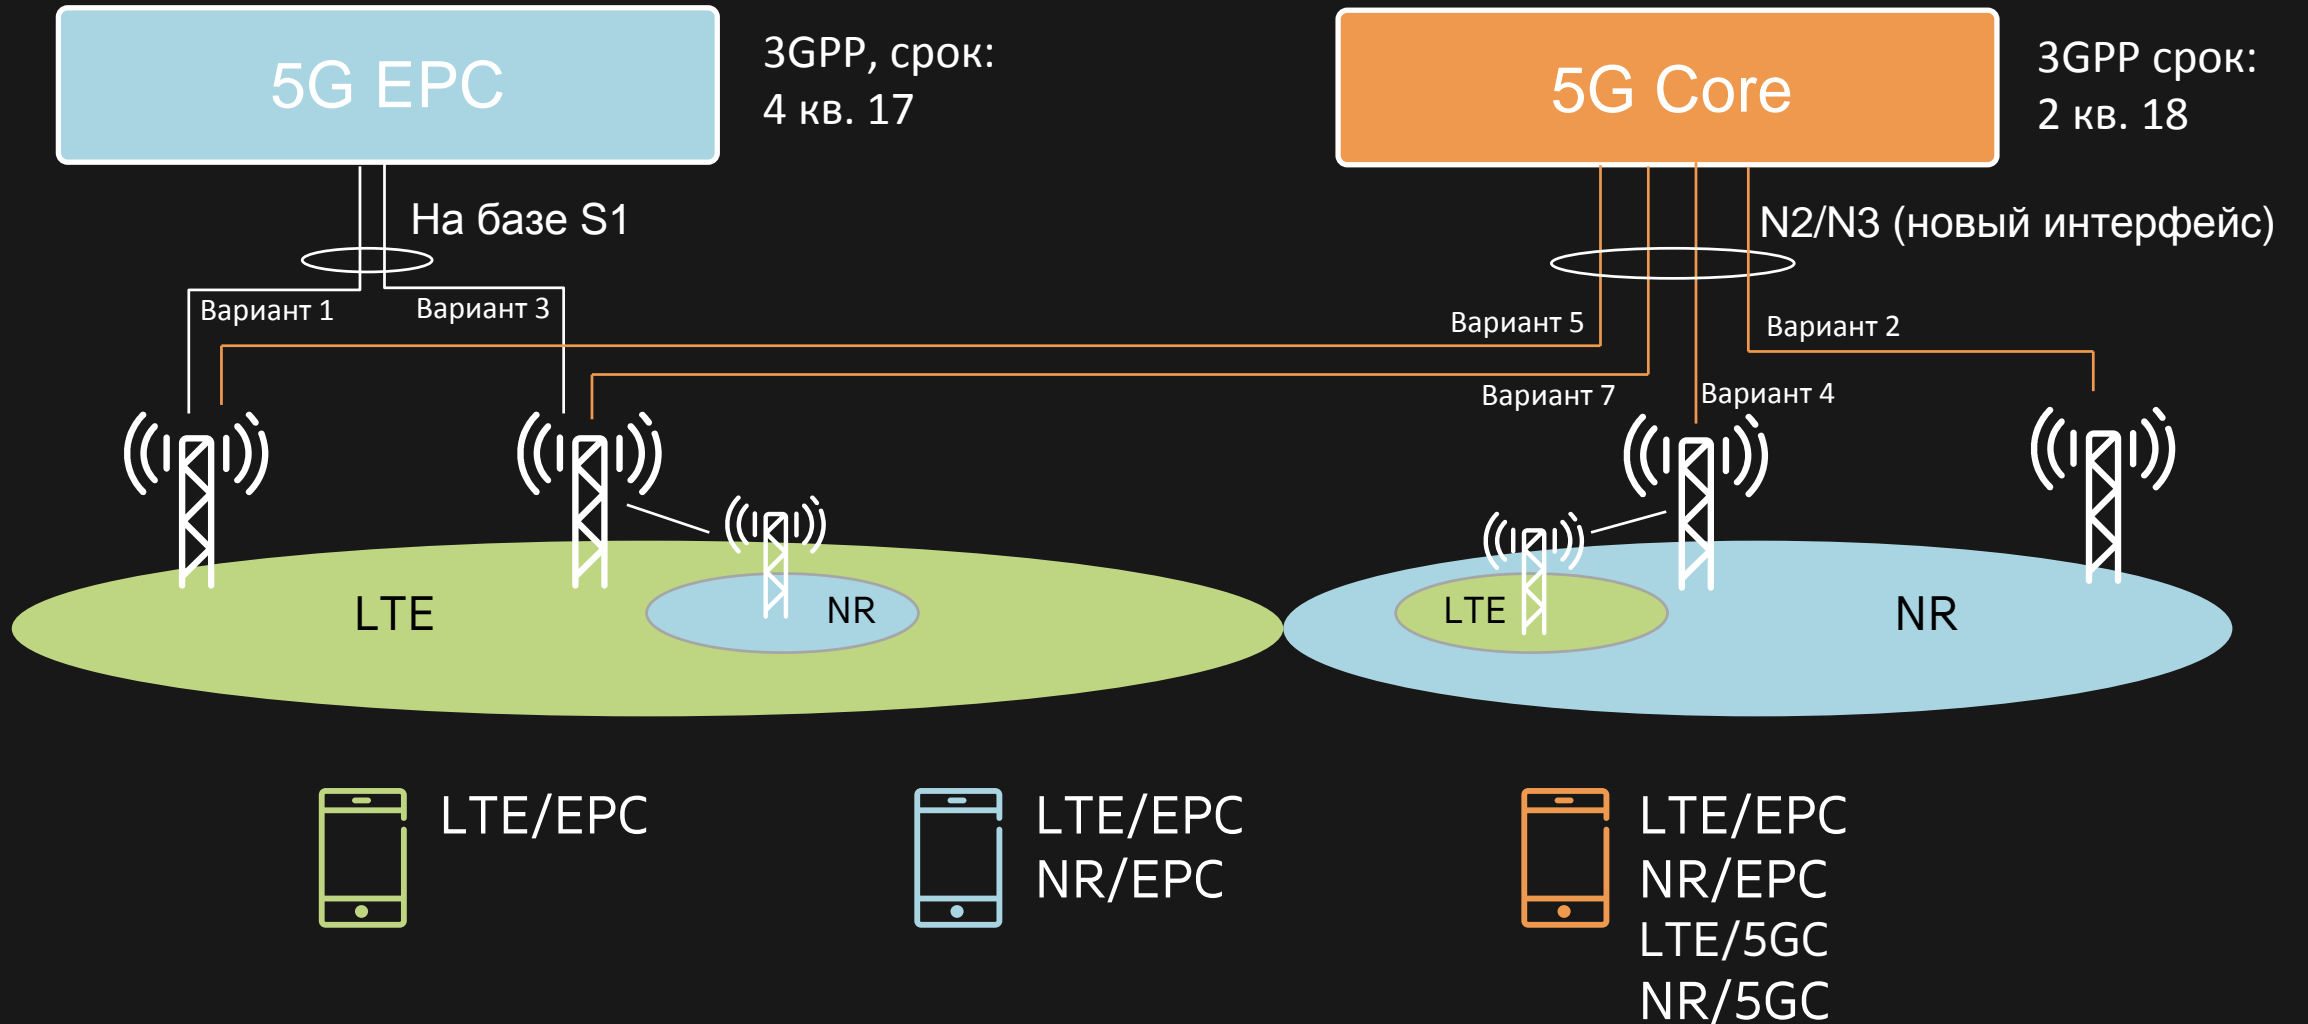 5G EPC
3GPP, срок:
4 кв. 17
5G Core
3GPP срок:
2 кв. 18
На базе S1
N2/N3 (новый интерфейс)
Вариант 1
Вариант 3
Вариант 5
Вариант 2
Вариант 7
Вариант 4
LTE
NR
LTE
NR
LTE/EPC
LTE/EPC
NR/EPC
LTE/EPC
NR/EPC
LTE/5GC
NR/5GC